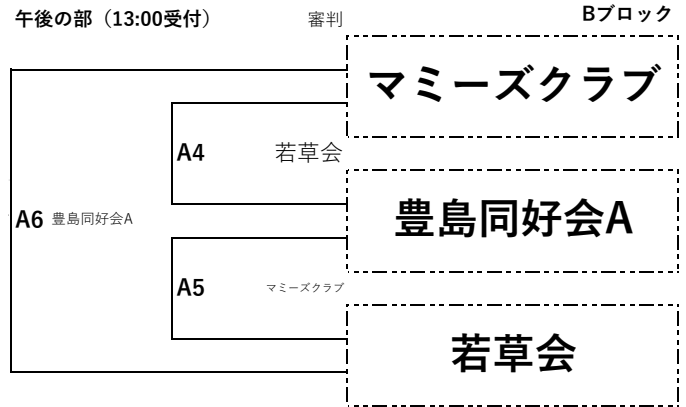 午後の部（13:00受付）
審判
Bブロック
マミーズクラブ
A4
若草会
A6
豊島同好会A
豊島同好会A
A5
マミーズクラブ
若草会